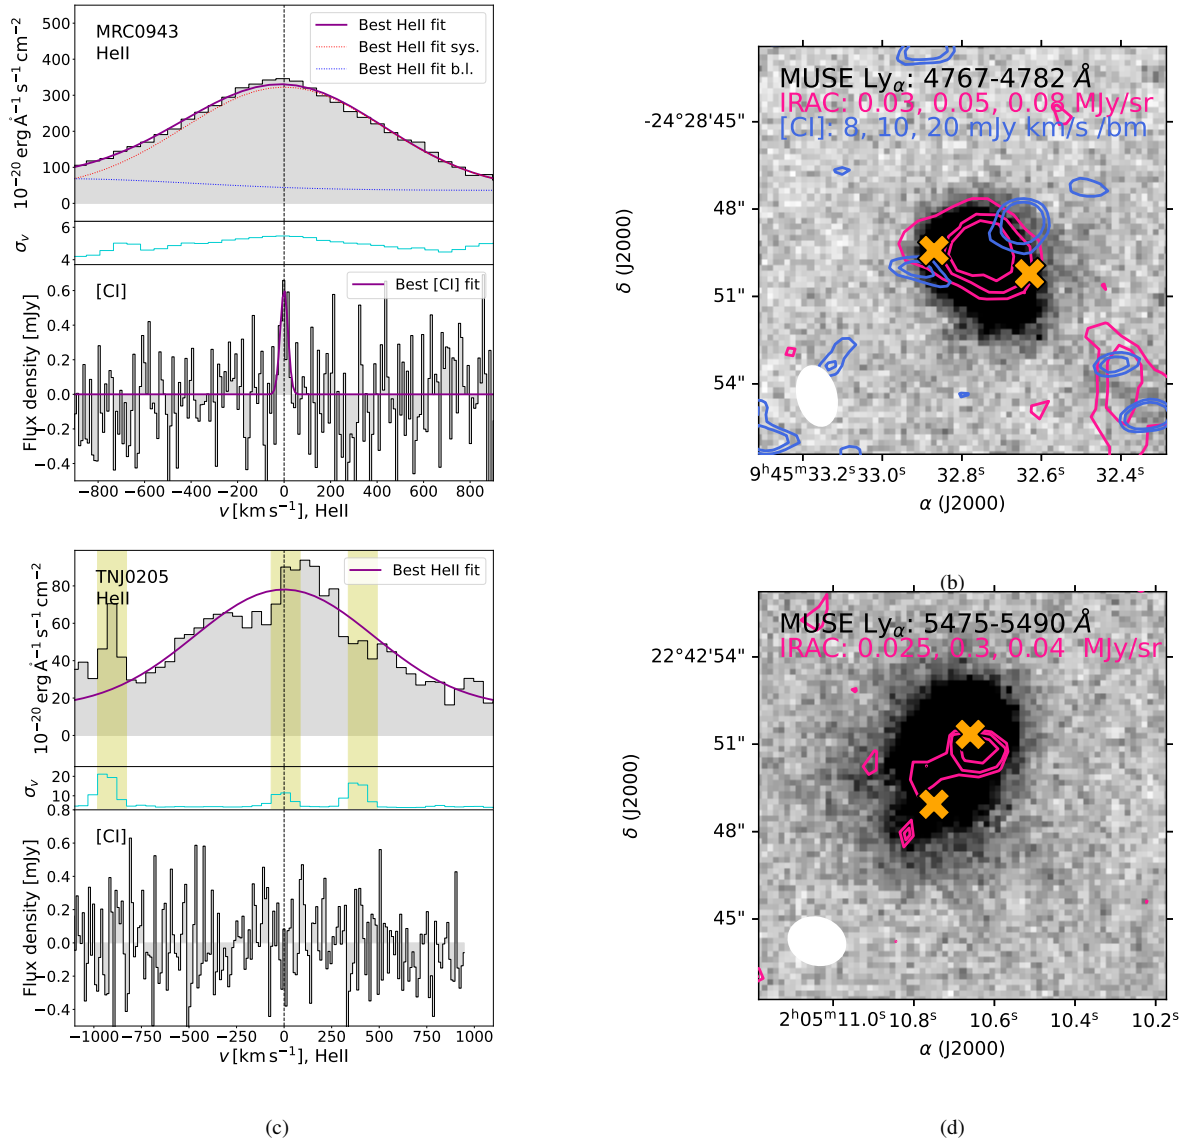 MRC0943
HeII
Best HeII fit
Best HeII fit sys.
Best HeII fit b.l.
500
400
300
200
100
0
10⁻²⁰ erg Å⁻¹ s⁻¹ cm⁻²
6
4
σᵥ
[CI]
Best [CI] fit
0.6
0.4
0.2
0.0
−0.2
−0.4
Flux density [mJy]
−800 −600 −400 −200 0 200 400 600 800
v [km s⁻¹], HeII
MUSE Lyα: 4767-4782 Å
IRAC: 0.03, 0.05, 0.08 MJy/sr
[CI]: 8, 10, 20 mJy km/s /bm
-24°28'45"
48"
51"
54"
δ (J2000)
9ʰ45ᵐ33.2ˢ 33.0ˢ 32.8ˢ 32.6ˢ 32.4ˢ
α (J2000)
(b)
TNJ0205
HeII
Best HeII fit
80
60
40
20
0
10⁻²⁰ erg Å⁻¹ s⁻¹ cm⁻²
20
10
σᵥ
[CI]
0.8
0.6
0.4
0.2
0.0
−0.2
−0.4
Flux density [mJy]
−1000 −750 −500 −250 0 250 500 750 1000
v [km s⁻¹], HeII
(c)
MUSE Lyα: 5475-5490 Å
IRAC: 0.025, 0.3, 0.04 MJy/sr
22°42'54"
51"
48"
45"
δ (J2000)
2ʰ05ᵐ11.0ˢ 10.8ˢ 10.6ˢ 10.4ˢ 10.2ˢ
α (J2000)
(d)